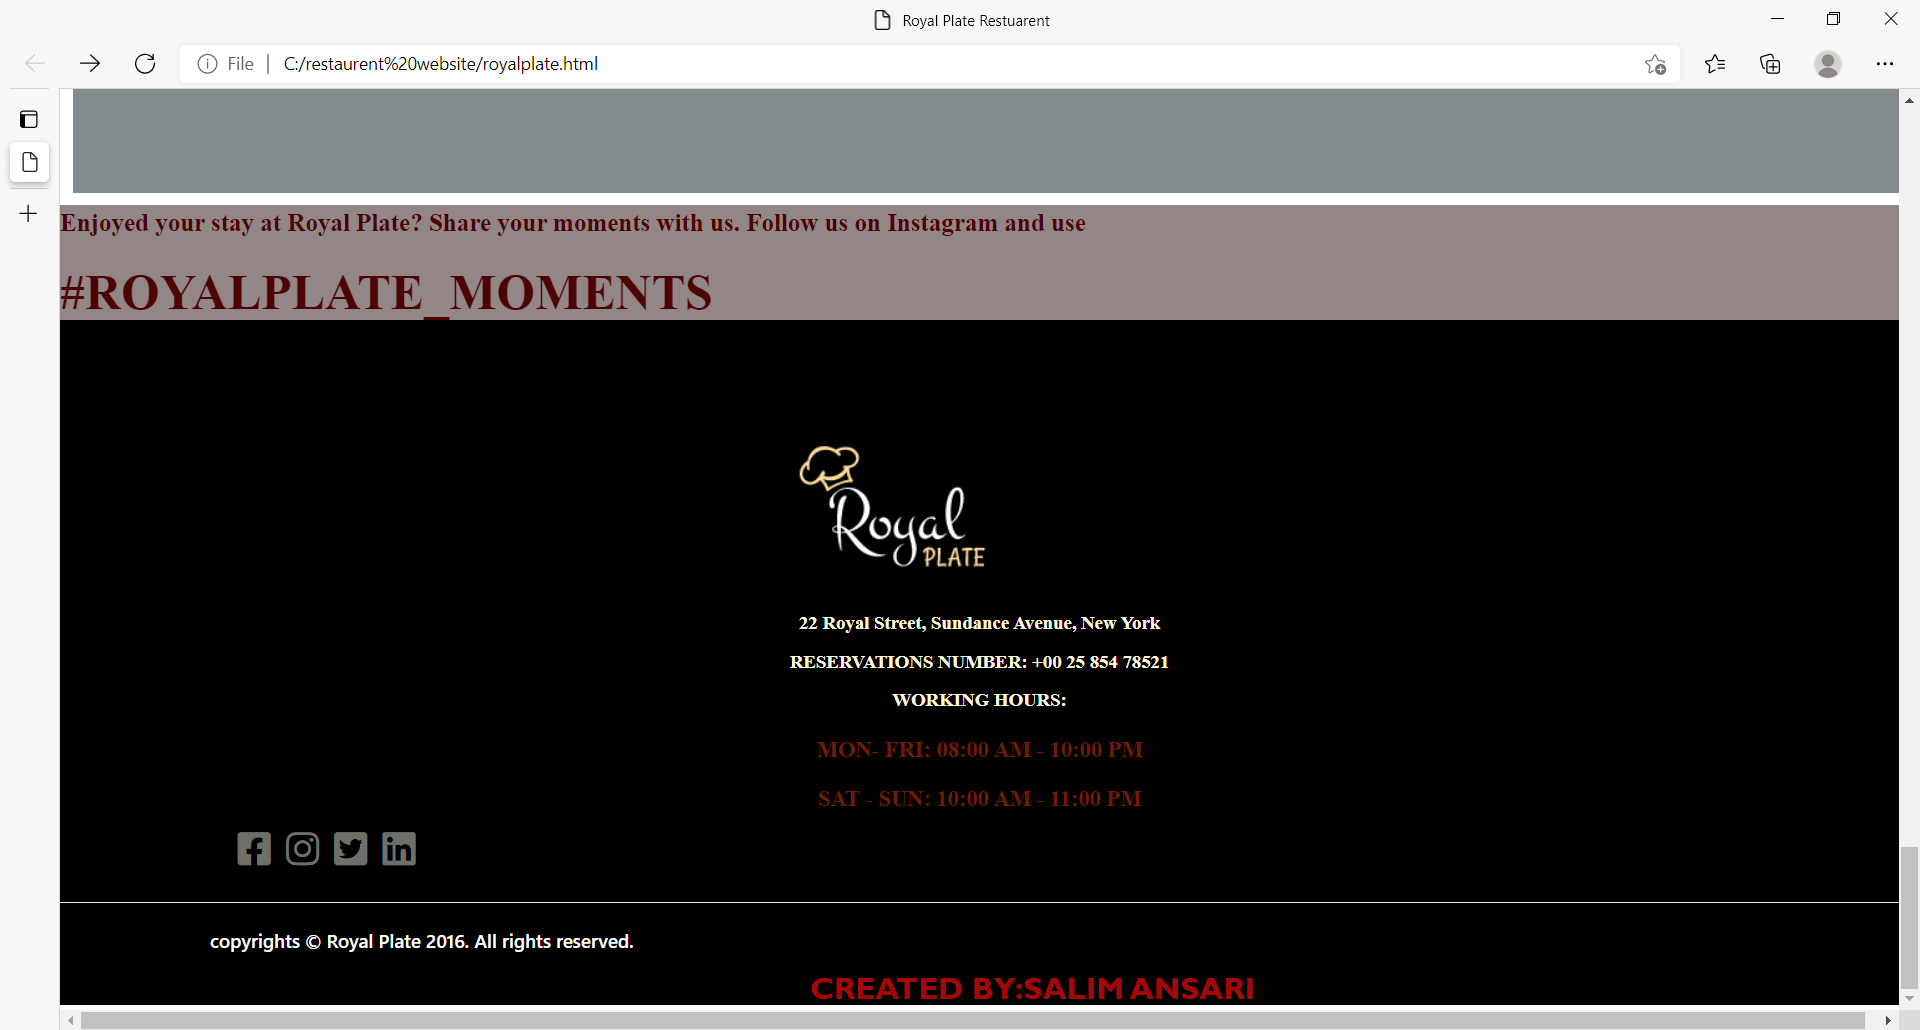 Royal Plate Restuarent
File
C:/restaurent%20website/royalplate.html
Enjoyed your stay at Royal Plate? Share your moments with us. Follow us on Instagram and use
#ROYALPLATE_MOMENTS
Royal
PLATE
22 Royal Street, Sundance Avenue, New York
RESERVATIONS NUMBER: +00 25 854 78521
WORKING HOURS:
MON- FRI: 08:00 AM - 10:00 PM
SAT - SUN: 10:00 AM - 11:00 PM
copyrights © Royal Plate 2016. All rights reserved.
CREATED BY:SALIM ANSARI